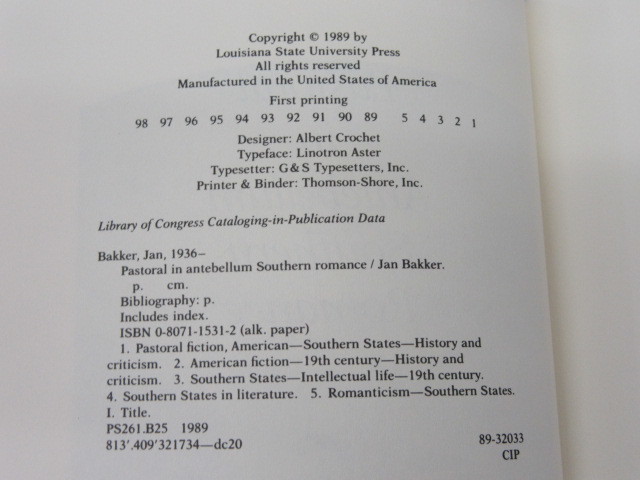 Copyright © 1989 by
Louisiana State University Press
All rights reserved
Manufactured in the United States of America
First printing
98 97 96 95 94 93 92 91 90 89 5 4 3 2 1
Designer: Albert Crochet
Typeface: Linotron Aster
Typesetter: G&S Typesetters, Inc.
Printer & Binder: Thomson-Shore, Inc.
Library of Congress Cataloging-in-Publication Data
Bakker, Jan, 1936–
Pastoral in antebellum Southern romance / Jan Bakker.
p. cm.
Bibliography: p.
Includes index.
ISBN 0-8071-1531-2 (alk. paper)
1. Pastoral fiction, American—Southern States—History and
criticism. 2. American fiction—19th century—History and
criticism. 3. Southern States—Intellectual life—19th century.
4. Southern States in literature. 5. Romanticism—Southern States.
I. Title.
PS261.B25 1989
813'.409'321734—dc20 89-32033
CIP